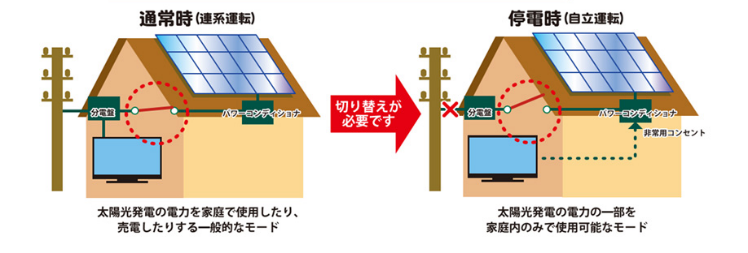 通常時(連系運転)
分電盤
パワーコンディショナ
太陽光発電の電力を家庭で使用したり、
売電したりする一般的なモード
切り替えが
必要です
停電時(自立運転)
分電盤
パワーコンディショナ
非常用コンセント
太陽光発電の電力の一部を
家庭内のみで使用可能なモード